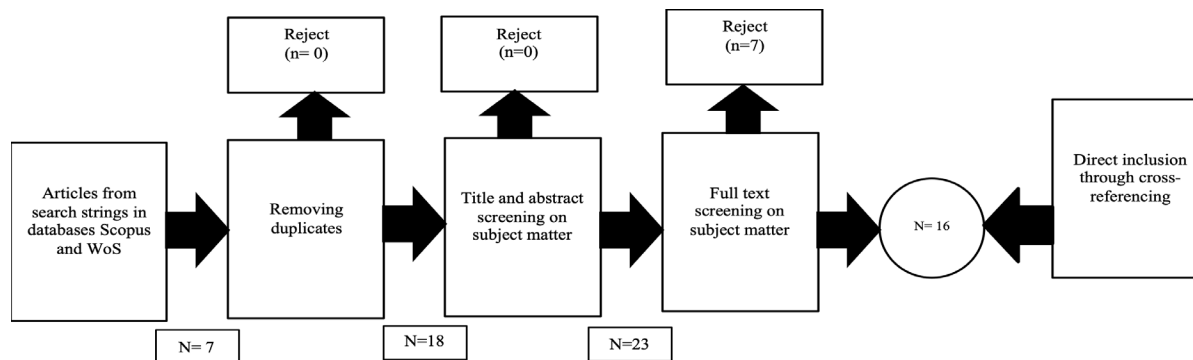 Reject
(n= 0)
Reject
(n=0)
Reject
(n=7)
Articles from
search strings in
databases Scopus
and WoS
Removing
duplicates
Title and abstract
screening on
subject matter
Full text
screening on
subject matter
N= 16
Direct inclusion
through cross-
referencing
N= 7
N=18
N=23